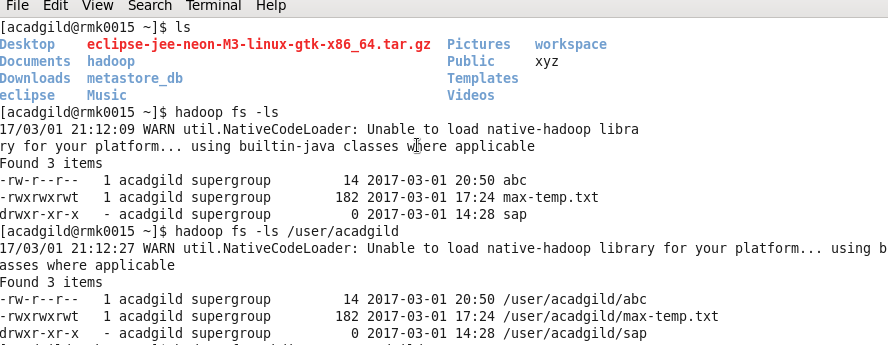 File Edit View Search Terminal Help
[acadgild@rmk0015 ~]$ ls
Desktop eclipse-jee-neon-M3-linux-gtk-x86_64.tar.gz Pictures workspace
Documents hadoop Public xyz
Downloads metastore_db Templates
eclipse Music Videos
[acadgild@rmk0015 ~]$ hadoop fs -ls
17/03/01 21:12:09 WARN util.NativeCodeLoader: Unable to load native-hadoop libra
ry for your platform... using builtin-java classes where applicable
Found 3 items
-rw-r--r-- 1 acadgild supergroup 14 2017-03-01 20:50 abc
-rwxrwxrwt 1 acadgild supergroup 182 2017-03-01 17:24 max-temp.txt
drwxr-xr-x - acadgild supergroup 0 2017-03-01 14:28 sap
[acadgild@rmk0015 ~]$ hadoop fs -ls /user/acadgild
17/03/01 21:12:27 WARN util.NativeCodeLoader: Unable to load native-hadoop library for your platform... using b
asses where applicable
Found 3 items
-rw-r--r-- 1 acadgild supergroup 14 2017-03-01 20:50 /user/acadgild/abc
-rwxrwxrwt 1 acadgild supergroup 182 2017-03-01 17:24 /user/acadgild/max-temp.txt
drwxr-xr-x - acadgild supergroup 0 2017-03-01 14:28 /user/acadgild/sap